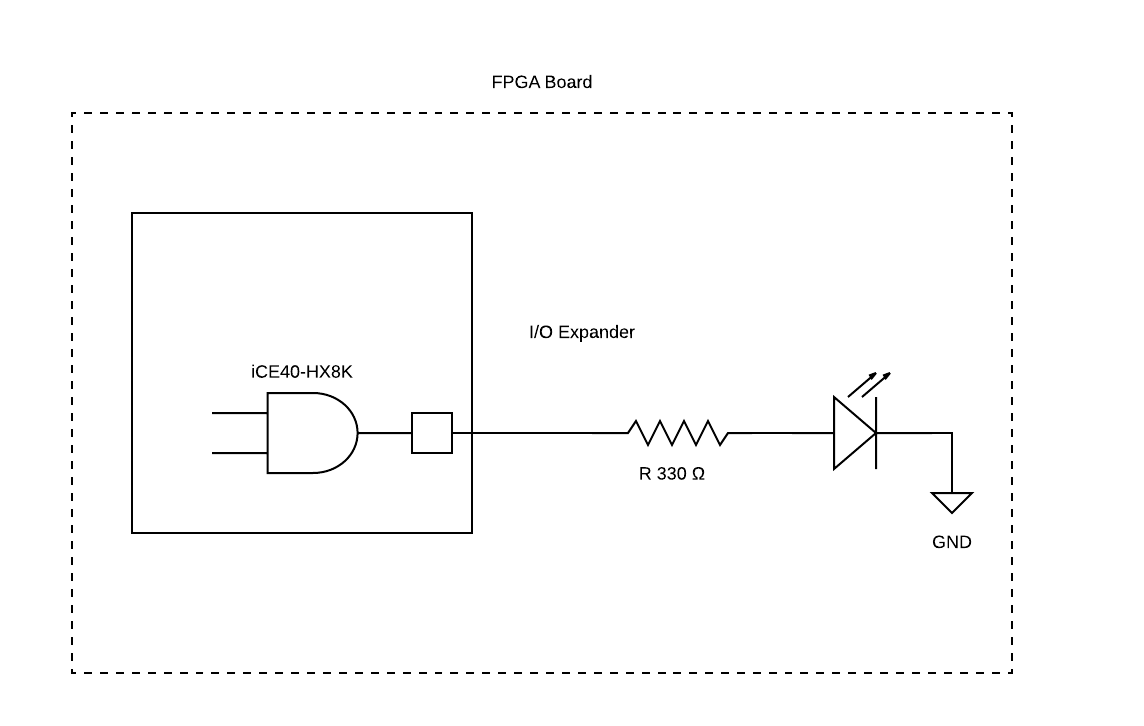 FPGA Board
I/O Expander
iCE40-HX8K
R 330 Ω
GND